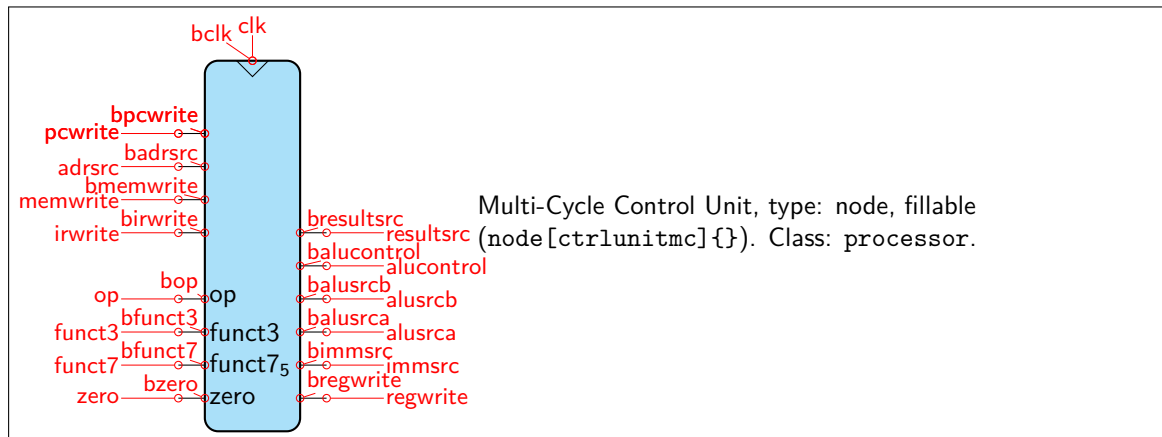 bclk clk
bpcwrite
pcwrite
badrsrc
adrsrc
bmemwrite
memwrite
birwrite
irwrite
bop
op op
bfunct3
funct3 funct3
bfunct7
funct7 funct7₅
bzero
zero zero
bresultsrc
resultsrc
balucontrol
alucontrol
balusrcb
alusrcb
balusrca
alusrca
bimmsrc
immsrc
bregwrite
regwrite
Multi-Cycle Control Unit, type: node, fillable
(node[ctrlunitmc]{}). Class: processor.